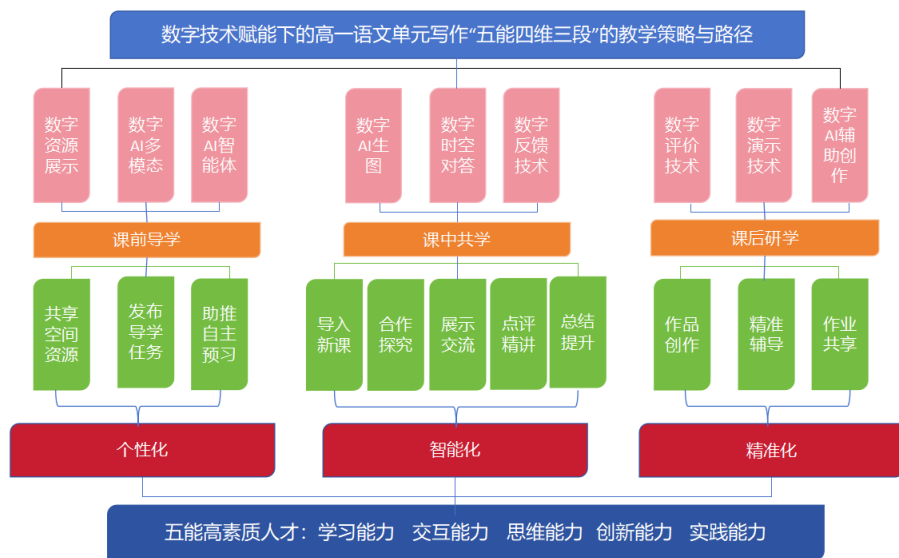 数字技术赋能下的高一语文单元写作“五能四维三段”的教学策略与路径
数字
资源
展示
数字
AI多
模态
数字
AI智
能体
数字
AI生
图
数字
时空
对答
数字
反馈
技术
数字
评价
技术
数字
演示
技术
数字
AI辅
助创
作
课前导学
课中共学
课后研学
共享
空间
资源
发布
导学
任务
助推
自主
预习
导入
新课
合作
探究
展示
交流
点评
精讲
总结
提升
作品
创作
精准
辅导
作业
共享
个性化
智能化
精准化
五能高素质人才：学习能力 交互能力 思维能力 创新能力 实践能力